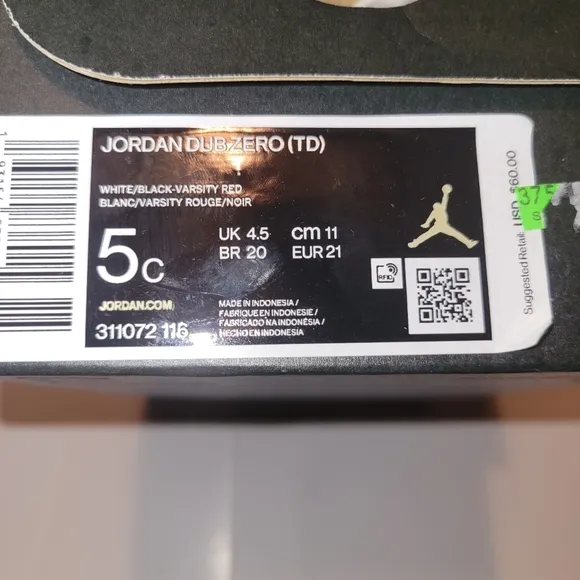 JORDAN DUB ZERO (TD)
WHITE/BLACK-VARSITY RED
BLANC/VARSITY ROUGE/NOIR
5C
UK 4.5 CM 11
BR 20 EUR 21
JORDAN.COM
311072 116
MADE IN INDONESIA /
FABRIQUE EN INDONESIE /
FABRICADO NA INDONÉSIA /
HECHO EN INDONESIA
RFID
Suggested Retail: USD $60.00